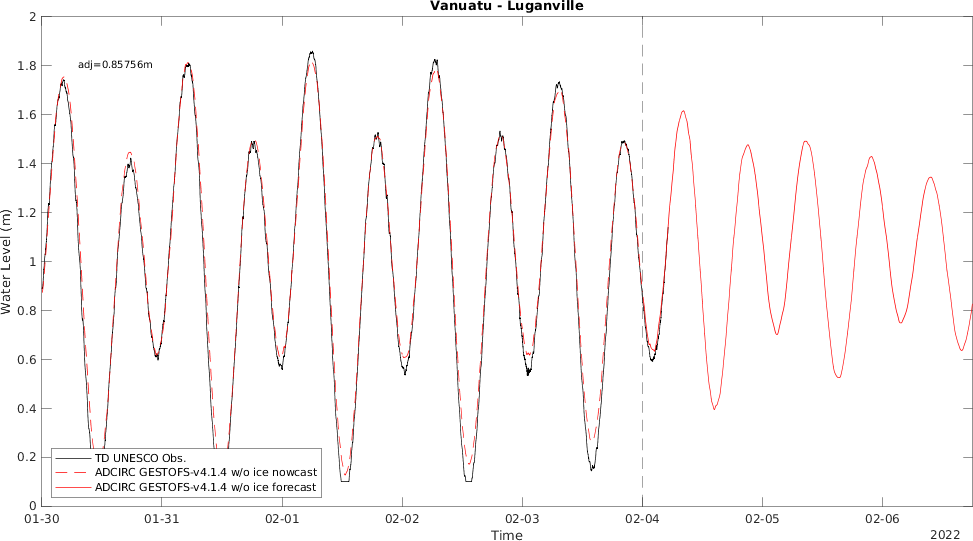 Vanuatu - Luganville
2
1.8
1.6
1.4
1.2
1
0.8
0.6
0.4
0.2
0
Water Level (m)
adj=0.85756m
TD UNESCO Obs.
ADCIRC GESTOFS-v4.1.4 w/o ice nowcast
ADCIRC GESTOFS-v4.1.4 w/o ice forecast
01-30 01-31 02-01 02-02 02-03 02-04 02-05 02-06
Time
2022